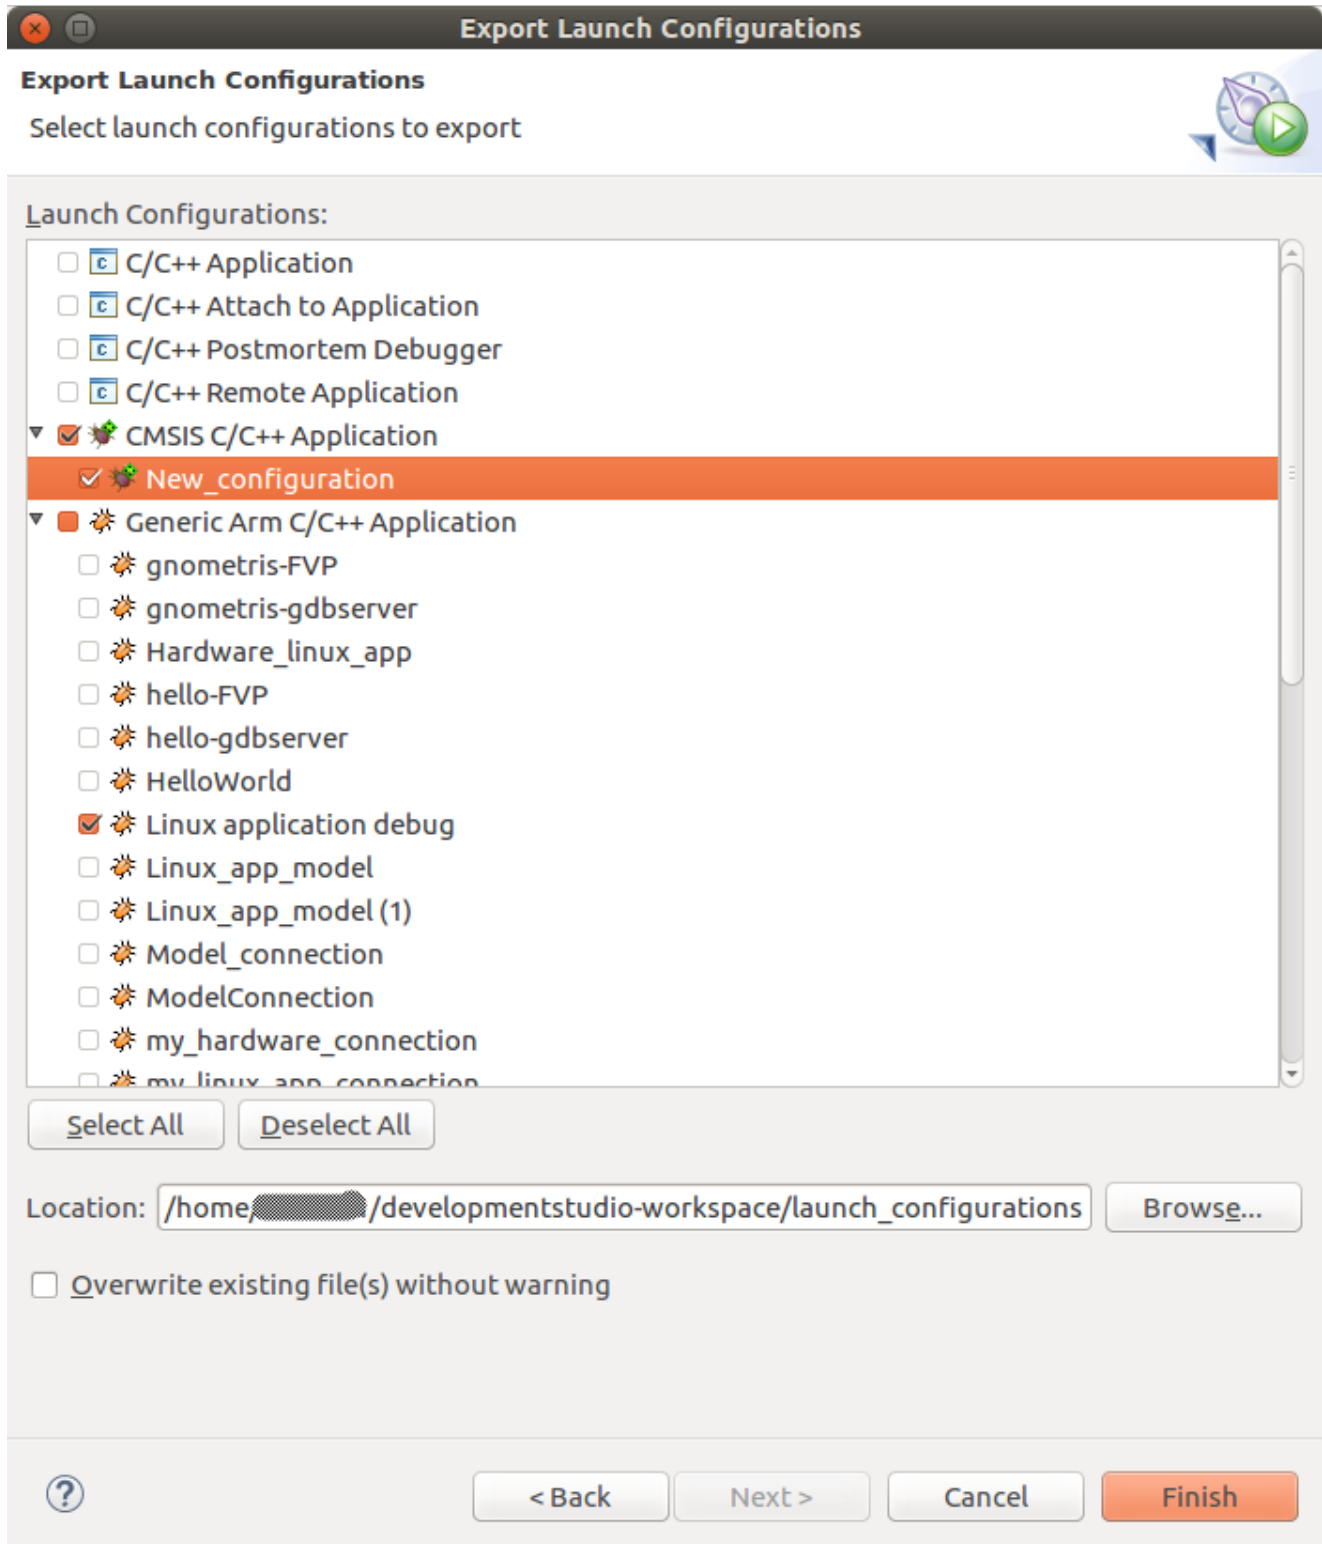 Export Launch Configurations
Export Launch Configurations
Select launch configurations to export
Launch Configurations:
C/C++ Application
C/C++ Attach to Application
C/C++ Postmortem Debugger
C/C++ Remote Application
CMSIS C/C++ Application
New_configuration
Generic Arm C/C++ Application
gnometris-FVP
gnometris-gdbserver
Hardware_linux_app
hello-FVP
hello-gdbserver
HelloWorld
Linux application debug
Linux_app_model
Linux_app_model (1)
Model_connection
ModelConnection
my_hardware_connection
my_linux_app_connection
Select All Deselect All
Location: /home/ /developmentstudio-workspace/launch_configurations Browse...
Overwrite existing file(s) without warning
? < Back Next > Cancel Finish